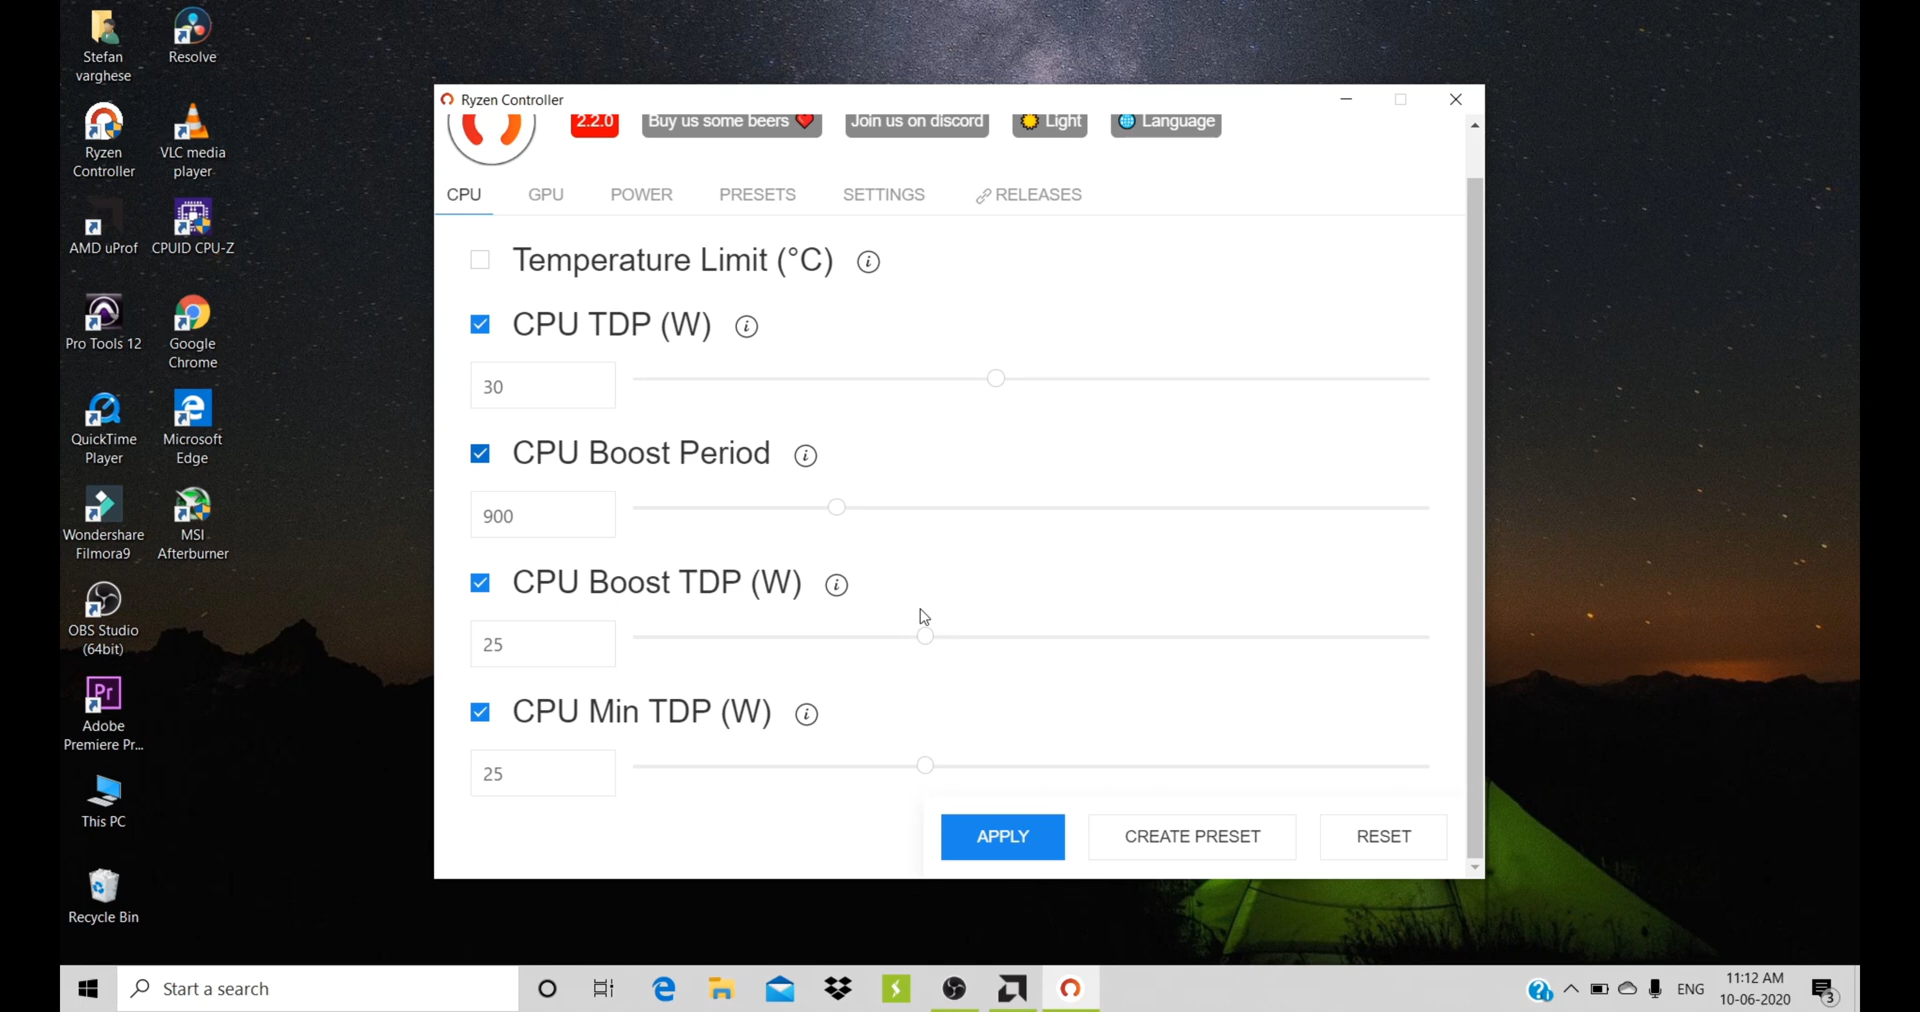 Stefan
varghese
Resolve
Ryzen
Controller
VLC media
player
AMD uProf
CPUID CPU-Z
Pro Tools 12
Google
Chrome
QuickTime
Player
Microsoft
Edge
Wondershare
Filmora9
MSI
Afterburner
OBS Studio
(64bit)
Pr
Adobe
Premiere Pr...
This PC
Recycle Bin
Ryzen Controller
2.2.0
Buy us some beers
Join us on discord
Light
Language
CPU
GPU
POWER
PRESETS
SETTINGS
RELEASES
Temperature Limit (°C)
CPU TDP (W)
30
CPU Boost Period
900
CPU Boost TDP (W)
25
CPU Min TDP (W)
25
APPLY
CREATE PRESET
RESET
Start a search
ENG
11:12 AM
10-06-2020
3